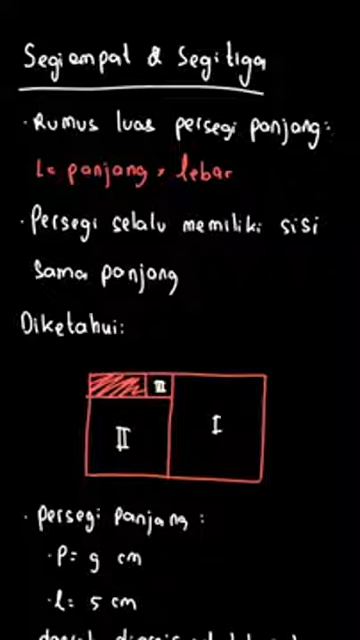 Segiempat & Segitiga
· Rumus luas persegi panjang:
L= panjang × lebar
· Persegi selalu memiliki sisi
sama panjang
Diketahui:
III
II
I
· Persegi Panjang:
· P= 9 cm
· l= 5 cm